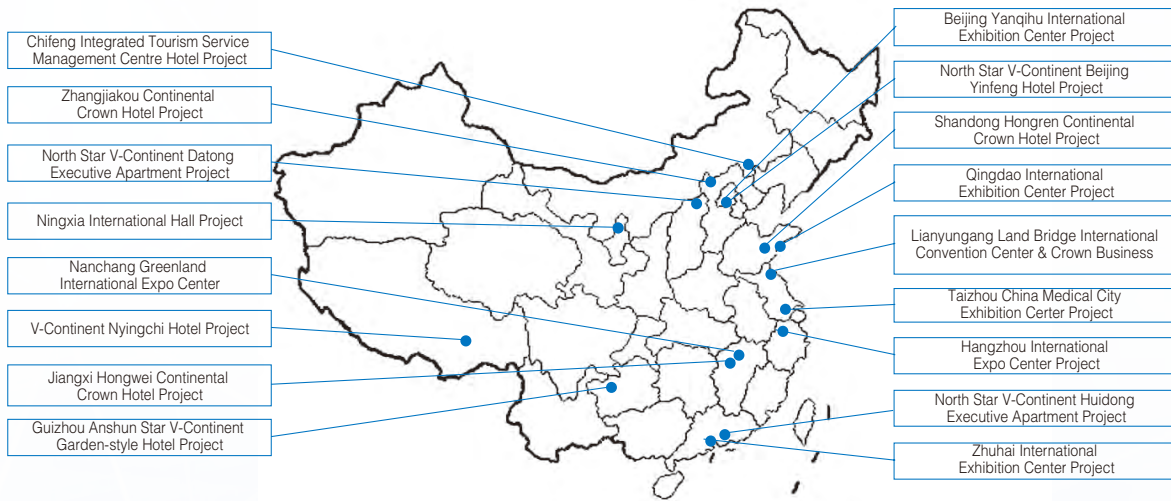 Chifeng Integrated Tourism Service
Management Centre Hotel Project
Zhangjiakou Continental
Crown Hotel Project
North Star V-Continent Datong
Executive Apartment Project
Ningxia International Hall Project
Nanchang Greenland
International Expo Center
V-Continent Nyingchi Hotel Project
Jiangxi Hongwei Continental
Crown Hotel Project
Guizhou Anshun Star V-Continent
Garden-style Hotel Project
Beijing Yanqihu International
Exhibition Center Project
North Star V-Continent Beijing
Yinfeng Hotel Project
Shandong Hongren Continental
Crown Hotel Project
Qingdao International
Exhibition Center Project
Lianyungang Land Bridge International
Convention Center & Crown Business
Taizhou China Medical City
Exhibition Certer Project
Hangzhou International
Expo Center Project
North Star V-Continent Huidong
Executive Apartment Project
Zhuhai International
Exhibition Center Project